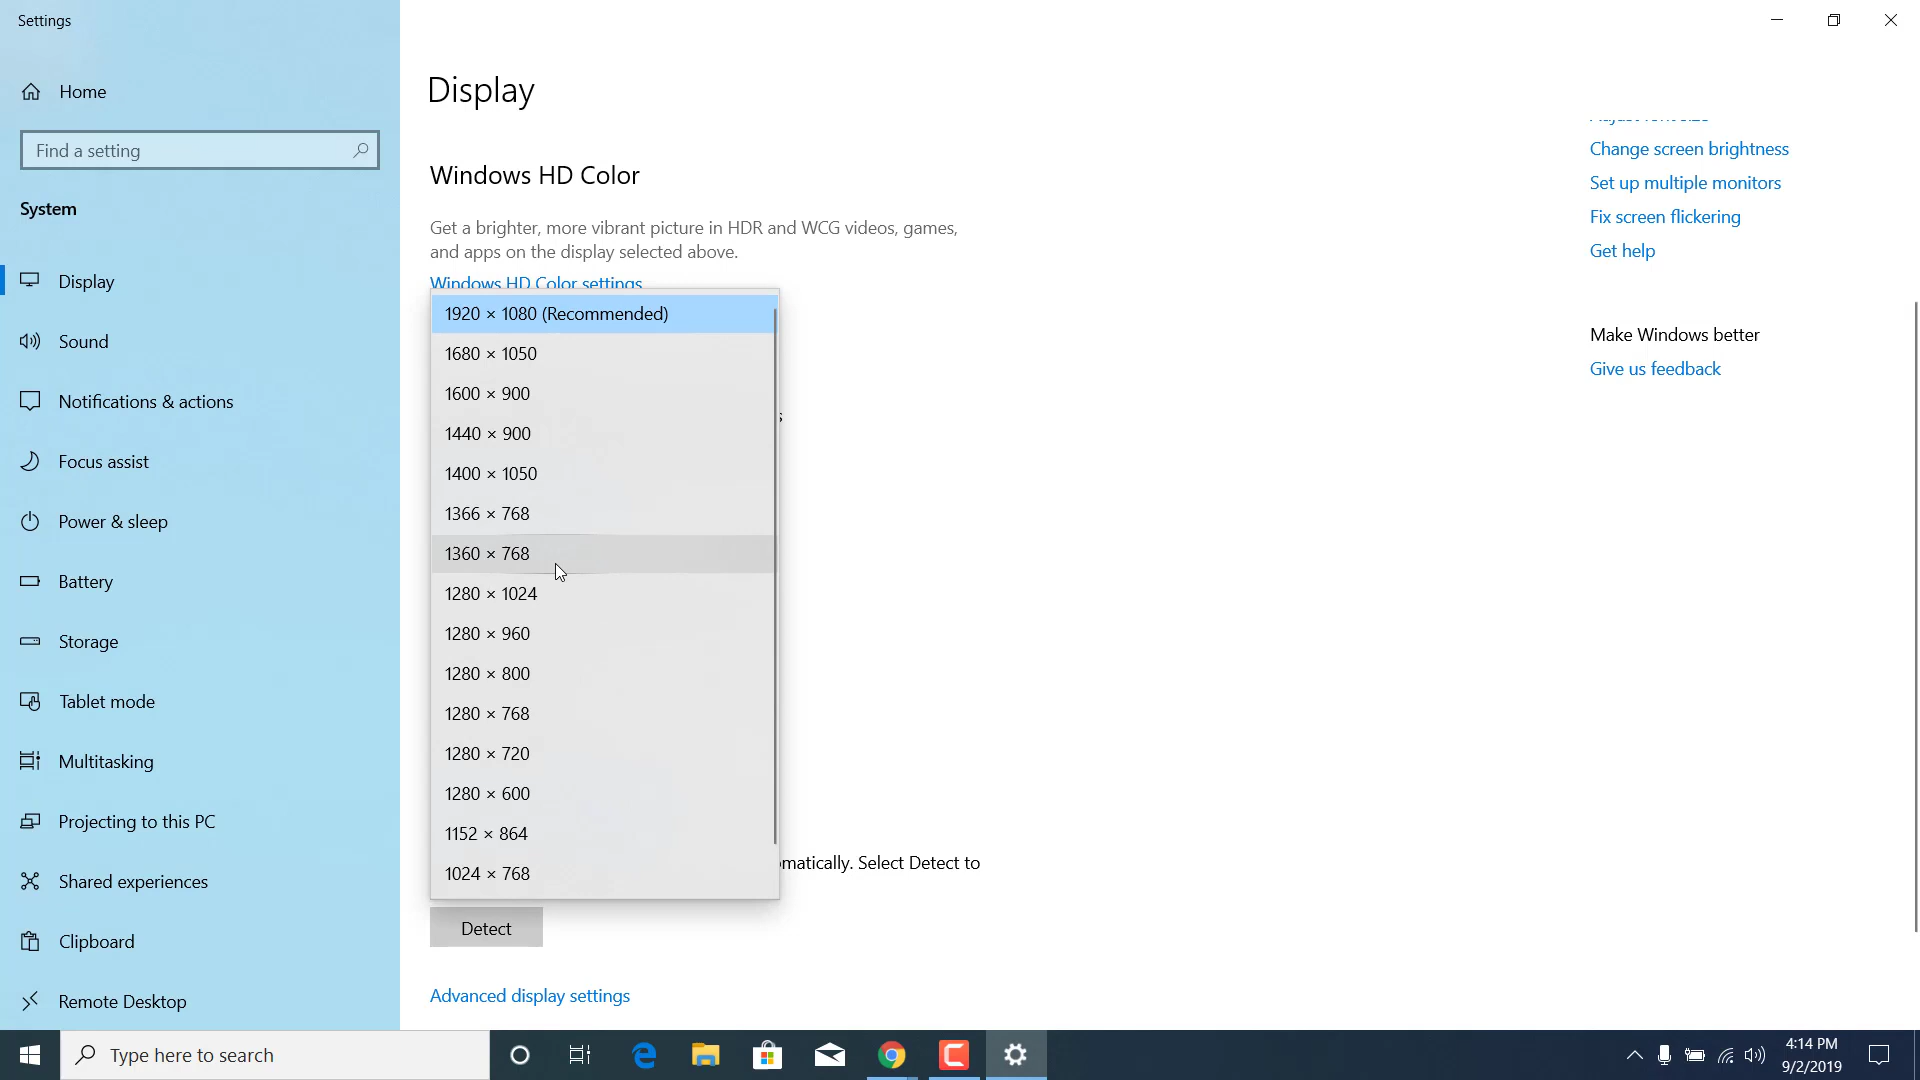 Settings
Home
Find a setting
System
Display
Sound
Notifications & actions
Focus assist
Power & sleep
Battery
Storage
Tablet mode
Multitasking
Projecting to this PC
Shared experiences
Clipboard
Remote Desktop
Display
Windows HD Color
Get a brighter, more vibrant picture in HDR and WCG videos, games,
and apps on the display selected above.
Windows HD Color settings
1920 × 1080 (Recommended)
1680 × 1050
1600 × 900
1440 × 900
1400 × 1050
1366 × 768
1360 × 768
1280 × 1024
1280 × 960
1280 × 800
1280 × 768
1280 × 720
1280 × 600
1152 × 864
1024 × 768
Select Detect to
Detect
Advanced display settings
Change screen brightness
Set up multiple monitors
Fix screen flickering
Get help
Make Windows better
Give us feedback
Type here to search
4:14 PM
9/2/2019